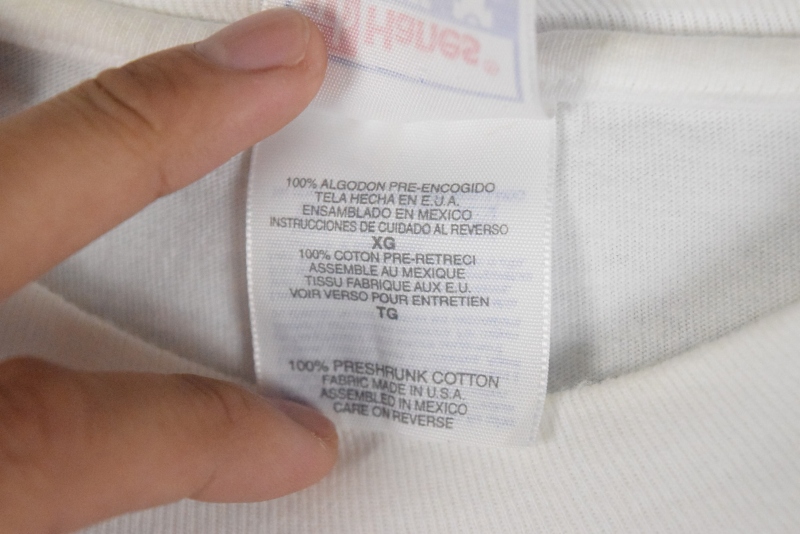 Hanes®
100% ALGODON PRE-ENCOGIDO
TELA HECHA EN E.U.A.
ENSAMBLADO EN MEXICO
INSTRUCCIONES DE CUIDADO AL REVERSO
XG
100% COTON PRE-RETRECI
ASSEMBLE AU MEXIQUE
TISSU FABRIQUE AUX E.U.
VOIR VERSO POUR ENTRETIEN
TG
100% PRESHRUNK COTTON
FABRIC MADE IN U.S.A.
ASSEMBLED IN MEXICO
CARE ON REVERSE